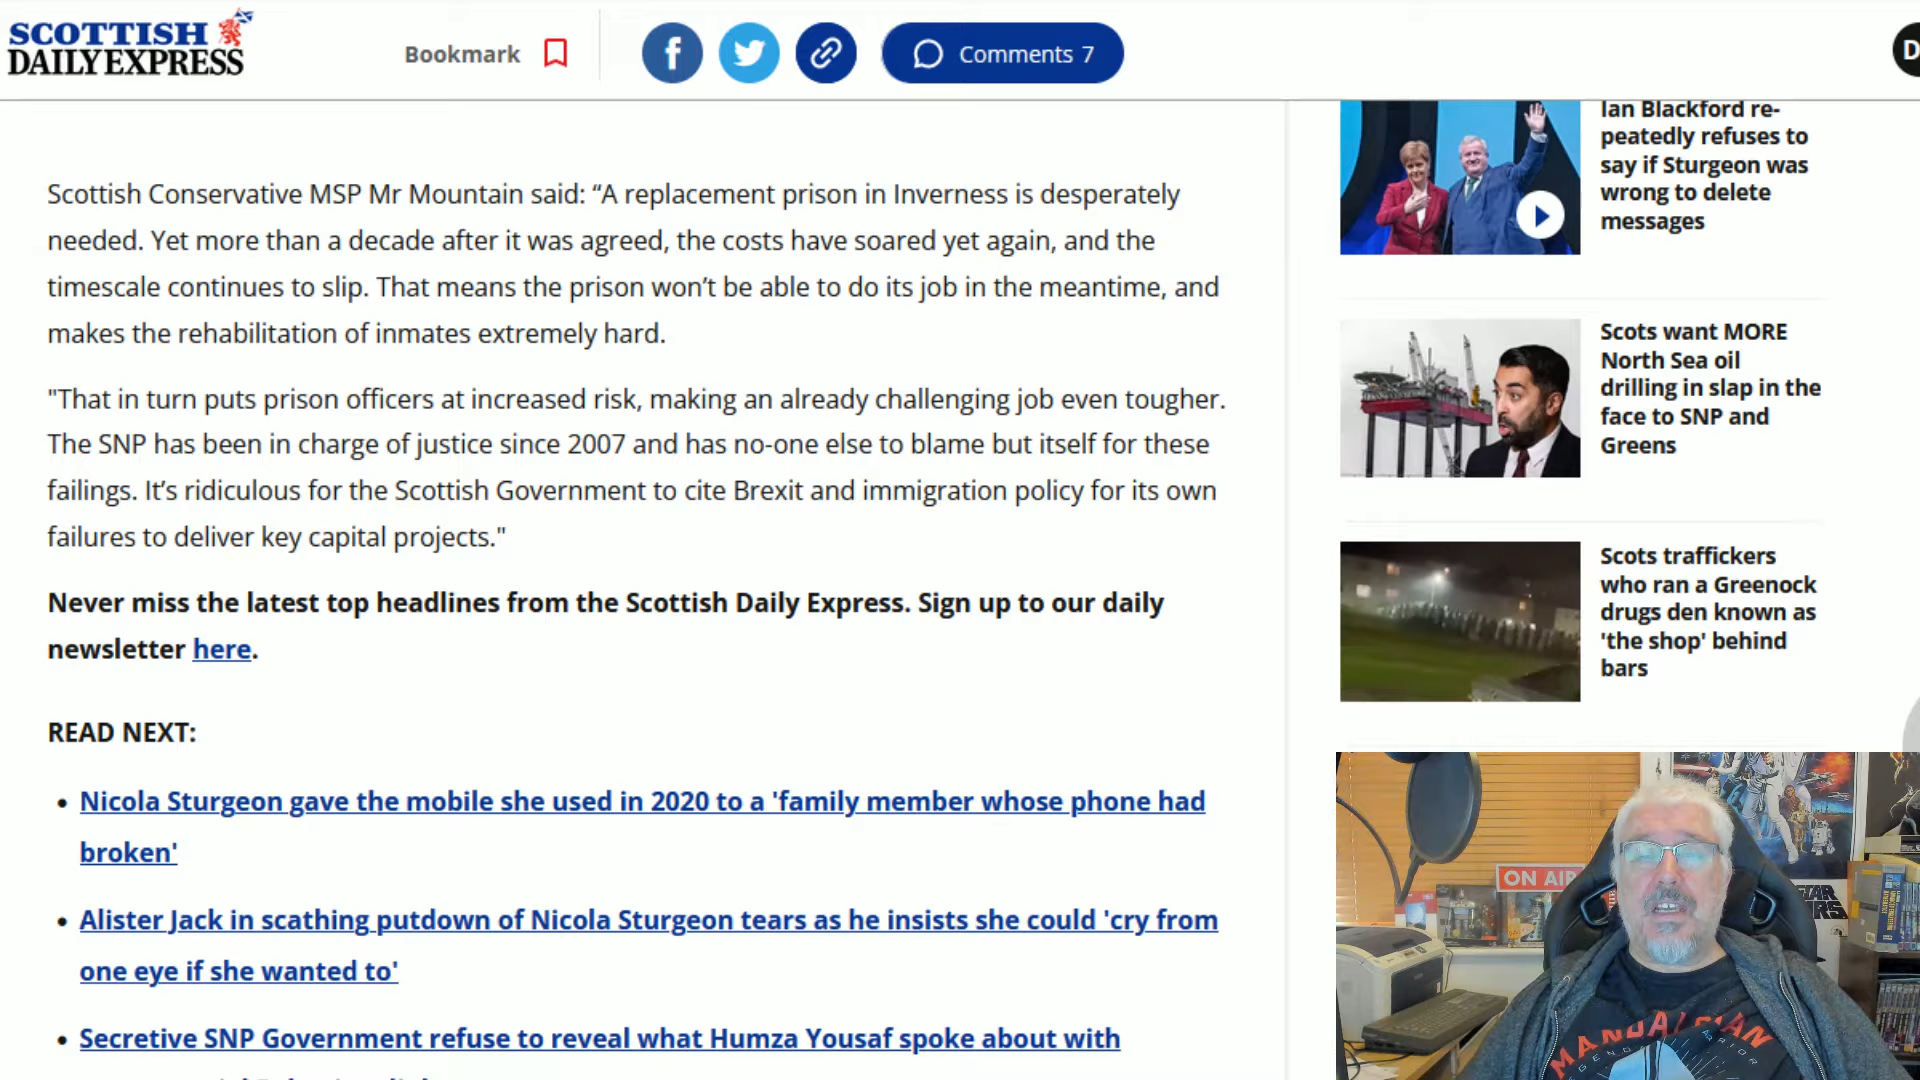 SCOTTISH
DAILY EXPRESS
Bookmark
Comments 7
D
Scottish Conservative MSP Mr Mountain said: “A replacement prison in Inverness is desperately
needed. Yet more than a decade after it was agreed, the costs have soared yet again, and the
timescale continues to slip. That means the prison won’t be able to do its job in the meantime, and
makes the rehabilitation of inmates extremely hard.
"That in turn puts prison officers at increased risk, making an already challenging job even tougher.
The SNP has been in charge of justice since 2007 and has no-one else to blame but itself for these
failings. It’s ridiculous for the Scottish Government to cite Brexit and immigration policy for its own
failures to deliver key capital projects."
Never miss the latest top headlines from the Scottish Daily Express. Sign up to our daily
newsletter here.
READ NEXT:
Nicola Sturgeon gave the mobile she used in 2020 to a 'family member whose phone had
broken'
Alister Jack in scathing putdown of Nicola Sturgeon tears as he insists she could 'cry from
one eye if she wanted to'
Secretive SNP Government refuse to reveal what Humza Yousaf spoke about with
Ian Blackford re-
peatedly refuses to
say if Sturgeon was
wrong to delete
messages
Scots want MORE
North Sea oil
drilling in slap in the
face to SNP and
Greens
Scots traffickers
who ran a Greenock
drugs den known as
'the shop' behind
bars
ON AIR
STAR
WARS
MANDALORIAN